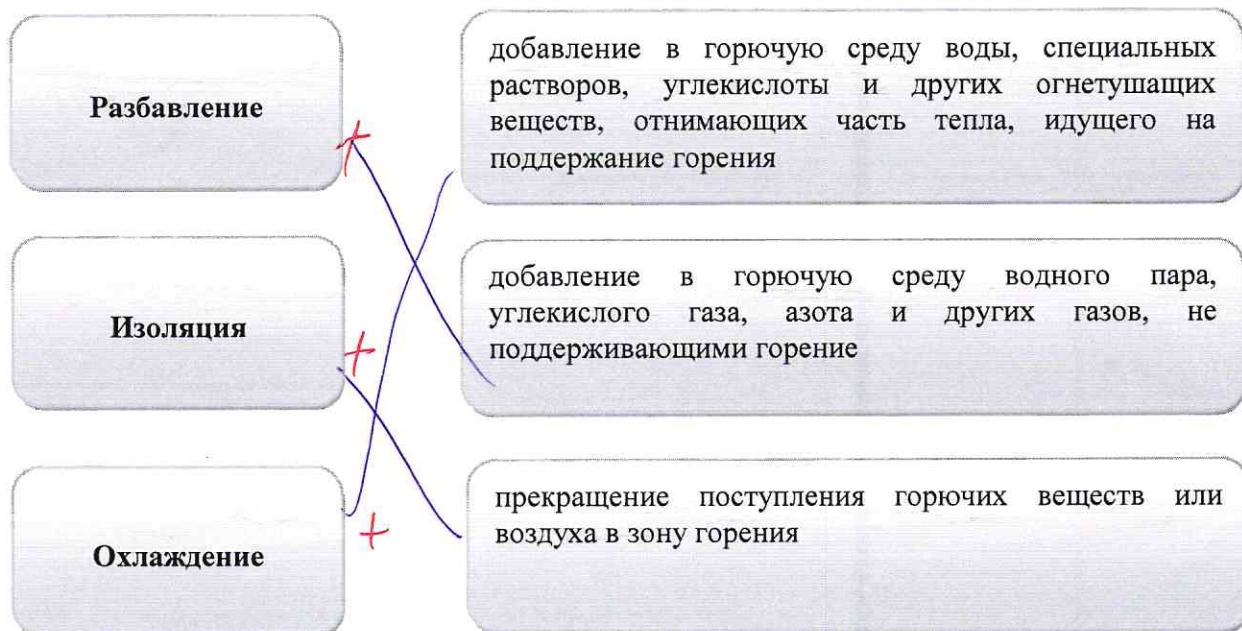 Разбавление
добавление в горючую среду воды, специальных
растворов, углекислоты и других огнетушащих
веществ, отнимающих часть тепла, идущего на
поддержание горения
Изоляция
добавление в горючую среду водного пара,
углекислого газа, азота и других газов, не
поддерживающими горение
Охлаждение
прекращение поступления горючих веществ или
воздуха в зону горения
+
+
+